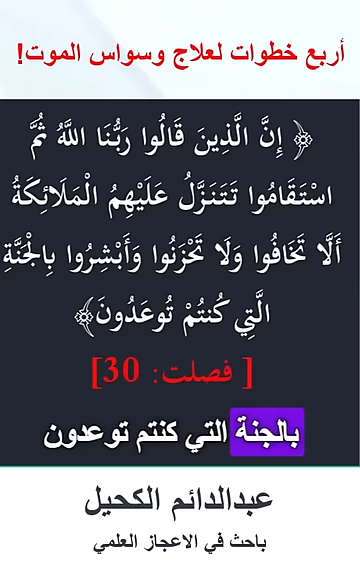 أربع خطوات لعلاج وسواس الموت!
﴿ إِنَّ الَّذِينَ قَالُوا رَبُّنَا اللَّهُ ثُمَّ
اسْتَقَامُوا تَتَنَزَّلُ عَلَيْهِمُ الْمَلَائِكَةُ
أَلَّا تَخَافُوا وَلَا تَحْزَنُوا وَأَبْشِرُوا بِالْجَنَّةِ
الَّتِي كُنتُمْ تُوعَدُونَ﴾
[ فصلت: 30]
بالجنة التي كنتم توعدون
عبدالدائم الكحيل
باحث في الاعجاز العلمي